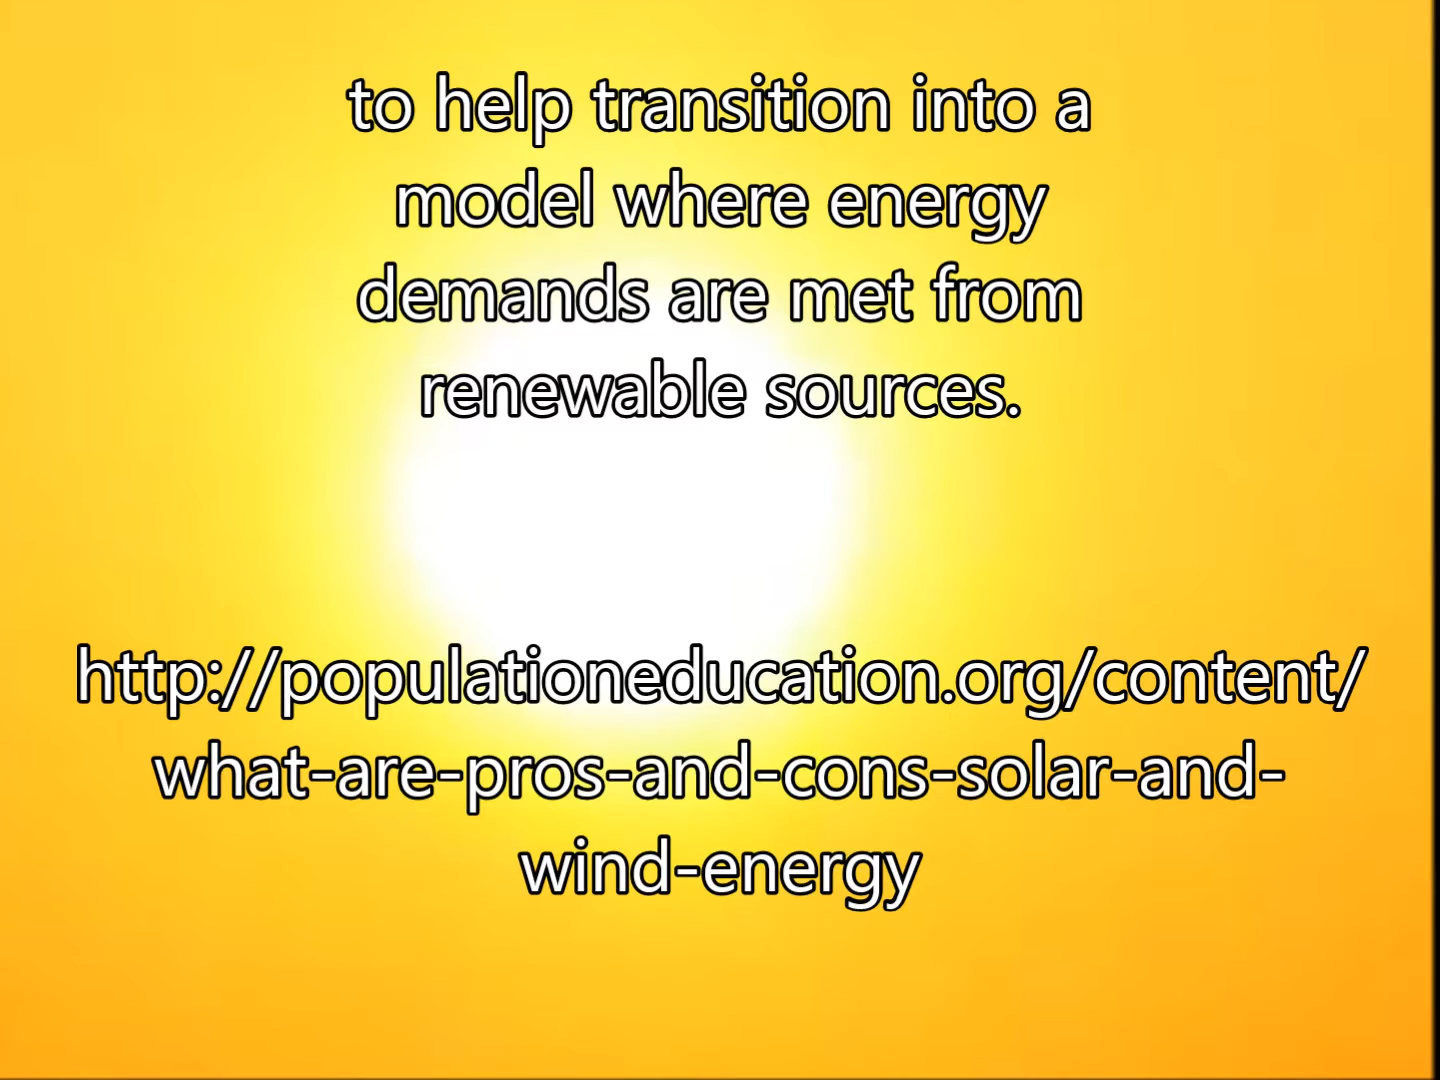 to help transition into a
model where energy
demands are met from
renewable sources.
http://populationeducation.org/content/
what-are-pros-and-cons-solar-and-
wind-energy